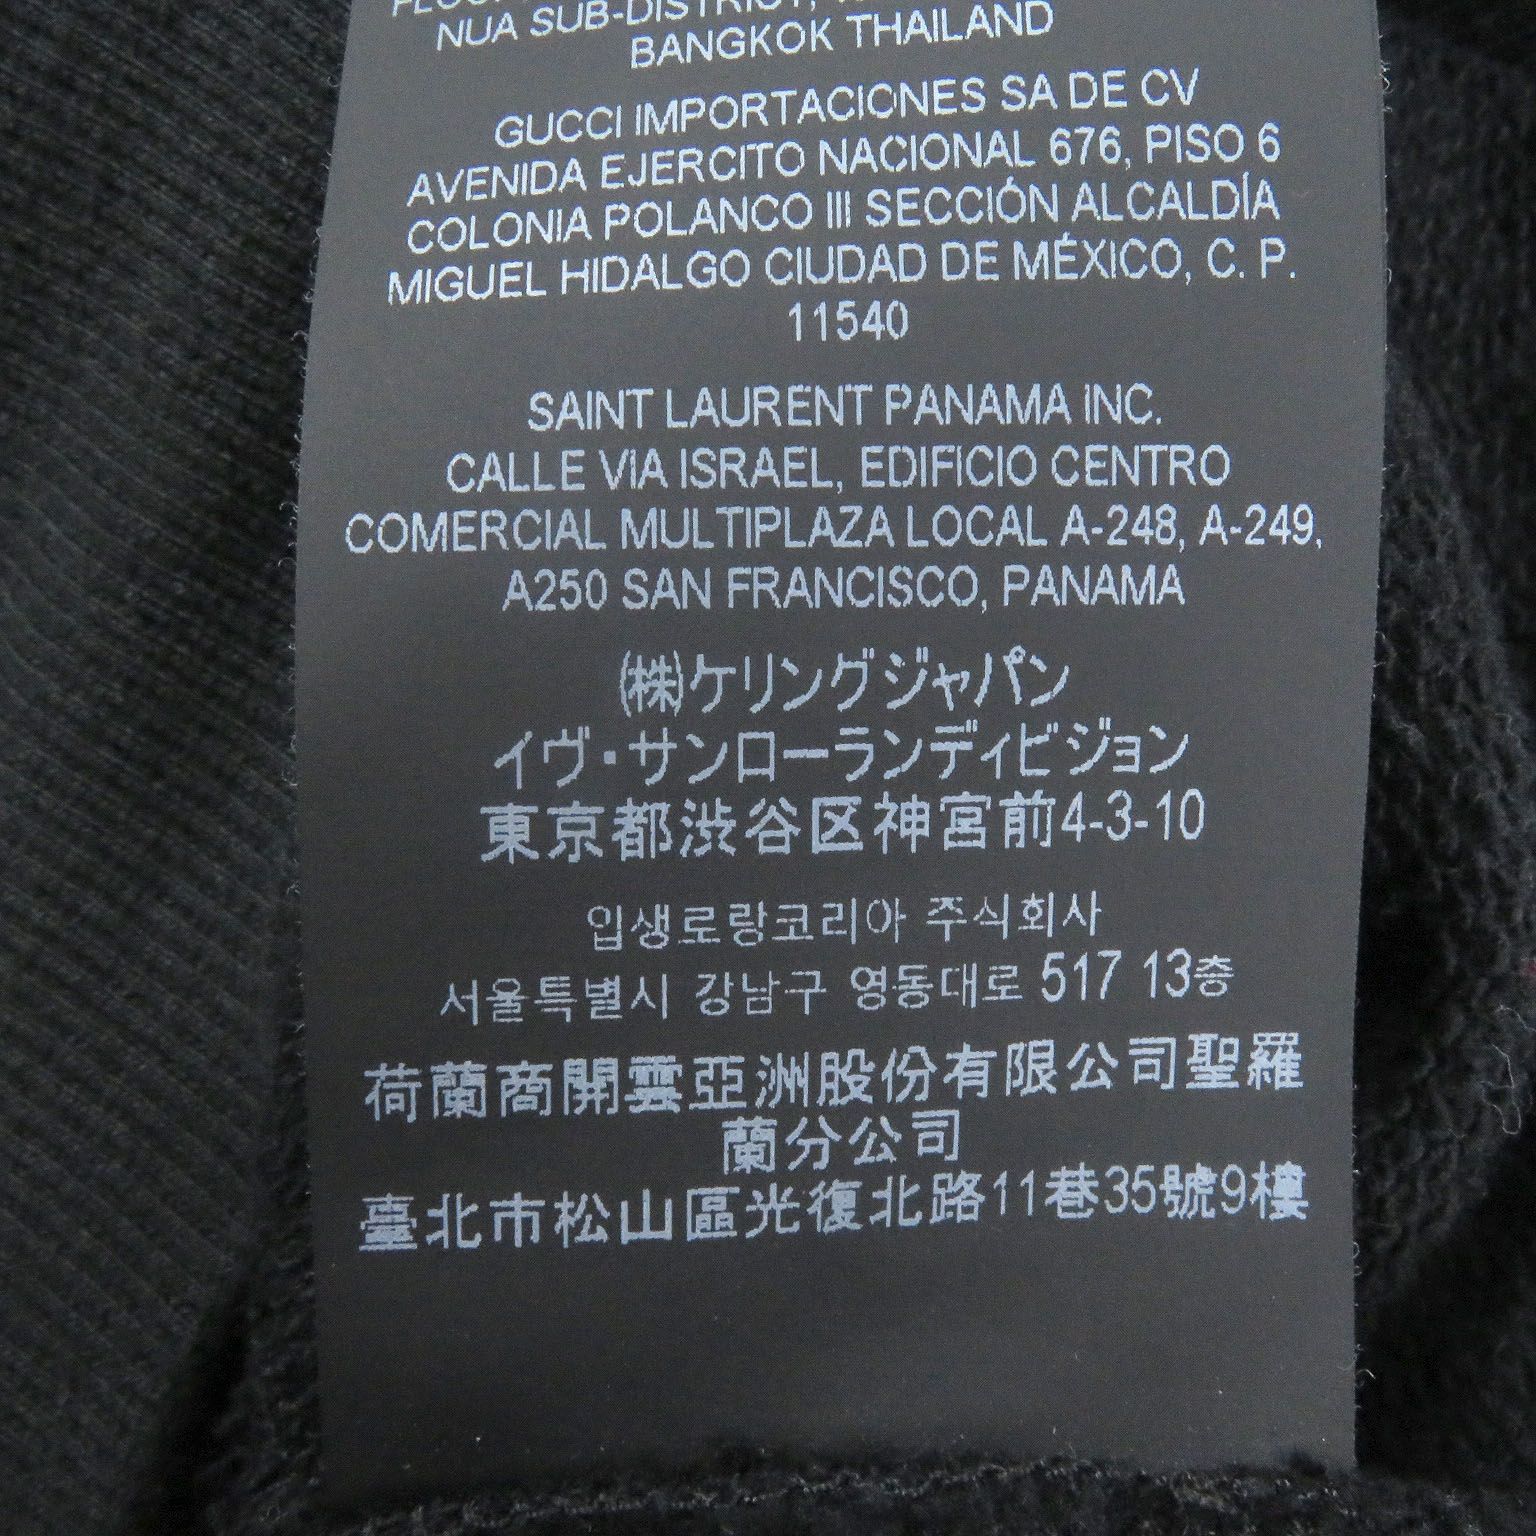 NUA SUB-DISTRICT,
BANGKOK THAILAND
GUCCI IMPORTACIONES SA DE CV
AVENIDA EJERCITO NACIONAL 676, PISO 6
COLONIA POLANCO III SECCIÓN ALCALDÍA
MIGUEL HIDALGO CIUDAD DE MÉXICO, C. P.
11540
SAINT LAURENT PANAMA INC.
CALLE VIA ISRAEL, EDIFICIO CENTRO
COMERCIAL MULTIPLAZA LOCAL A-248, A-249,
A250 SAN FRANCISCO, PANAMA
(株)ケリングジャパン
イヴ・サンローランディビジョン
東京都渋谷区神宮前4-3-10
입생로랑코리아 주식회사
서울특별시 강남구 영동대로 517 13층
荷蘭商開雲亞洲股份有限公司聖羅
蘭分公司
臺北市松山區光復北路11巷35號9樓